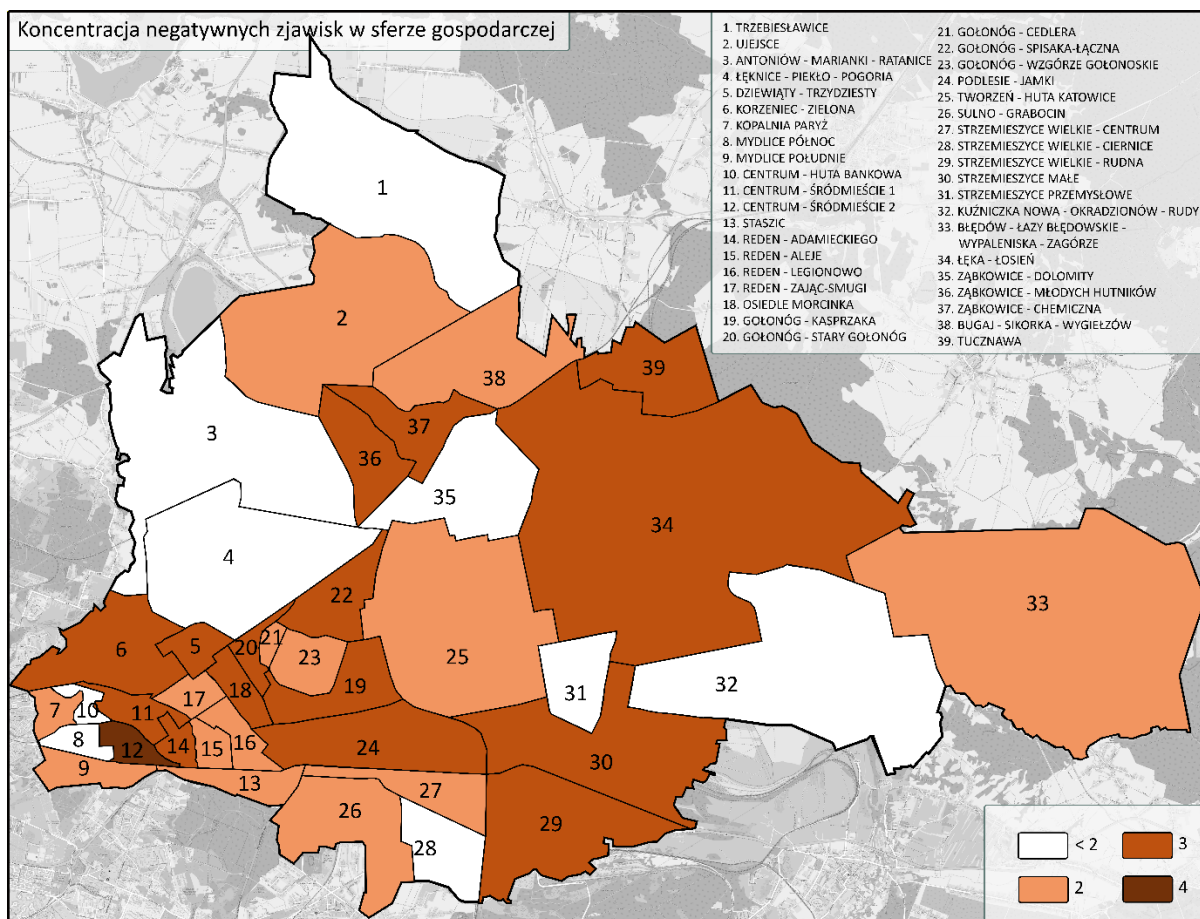 Koncentracja negatywnych zjawisk w sferze gospodarczej
1. TRZEBIESŁAWICE
2. UJEJSCE
3. ANTONIÓW - MARIANKI - RATANICE
4. ŁĘKNICE - PIEKŁO - POGORIA
5. DZIEWIĄTY - TRZYDZIESTY
6. KORZENIEC - ZIELONA
7. KOPALNIA PARYŻ
8. MYDLICE PÓŁNOC
9. MYDLICE POŁUDNIE
10. CENTRUM - HUTA BANKOWA
11. CENTRUM - ŚRÓDMIEŚCIE 1
12. CENTRUM - ŚRÓDMIEŚCIE 2
13. STASZIC
14. REDEN - ADAMIECKIEGO
15. REDEN - ALEJE
16. REDEN - LEGIONOWO
17. REDEN - ZAJĄC-SMUGI
18. OSIEDLE MORCINKA
19. GOŁONÓG - KASPRZAKA
20. GOŁONÓG - STARY GOŁONÓG
21. GOŁONÓG - CEDLERA
22. GOŁONÓG - SPISAKA-ŁĄCZNA
23. GOŁONÓG - WZGÓRZE GOŁONOSKIE
24. PODLESIE - JAMKI
25. TWORZEŃ - HUTA KATOWICE
26. SULNO - GRABOCIN
27. STRZEMIESZYCE WIELKIE - CENTRUM
28. STRZEMIESZYCE WIELKIE - CIERNICE
29. STRZEMIESZYCE WIELKIE - RUDNA
30. STRZEMIESZYCE MAŁE
31. STRZEMIESZYCE PRZEMYSŁOWE
32. KUŹNICZKA NOWA - OKRADZIONÓW - RUDY
33. BŁĘDÓW - ŁAZY BŁĘDOWSKIE -
WYPALENISKA - ZAGÓRZE
34. ŁĘKA - ŁOSIEŃ
35. ZĄBKOWICE - DOLOMITY
36. ZĄBKOWICE - MŁODYCH HUTNIKÓW
37. ZĄBKOWICE - CHEMICZNA
38. BUGAJ - SIKORKA - WYGIEŁZÓW
39. TUCZNAWA
1
2
38
39
3
37
36
35
34
4
33
22
5
20
21
6
23
25
18
19
17
31
32
7
10
11
16
8
12
14
15
24
30
9
13
27
26
29
28
< 2
3
2
4